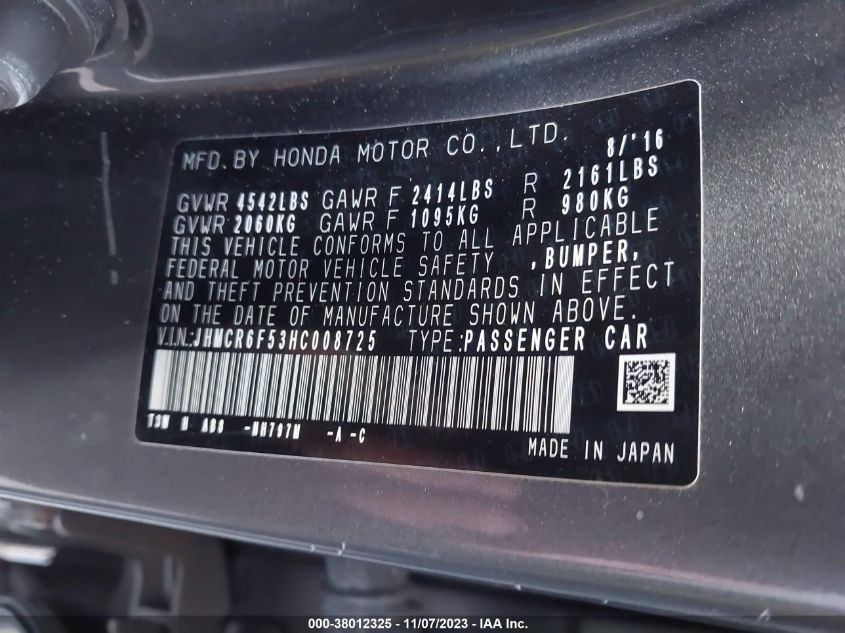 MFD. BY HONDA MOTOR CO., LTD. 8/'16
GVWR 4542LBS GAWR F 2414LBS R 2161LBS
GVWR 2060KG GAWR F 1095KG R 980KG
THIS VEHICLE CONFORMS TO ALL APPLICABLE
FEDERAL MOTOR VEHICLE SAFETY ,BUMPER,
AND THEFT PREVENTION STANDARDS IN EFFECT
ON THE DATE OF MANUFACTURE SHOWN ABOVE.
V.I.N.:JHMCR6F53HC008725 TYPE:PASSENGER CAR
-NH797M -A -C
MADE IN JAPAN
000-38012325 - 11/07/2023 - IAA Inc.